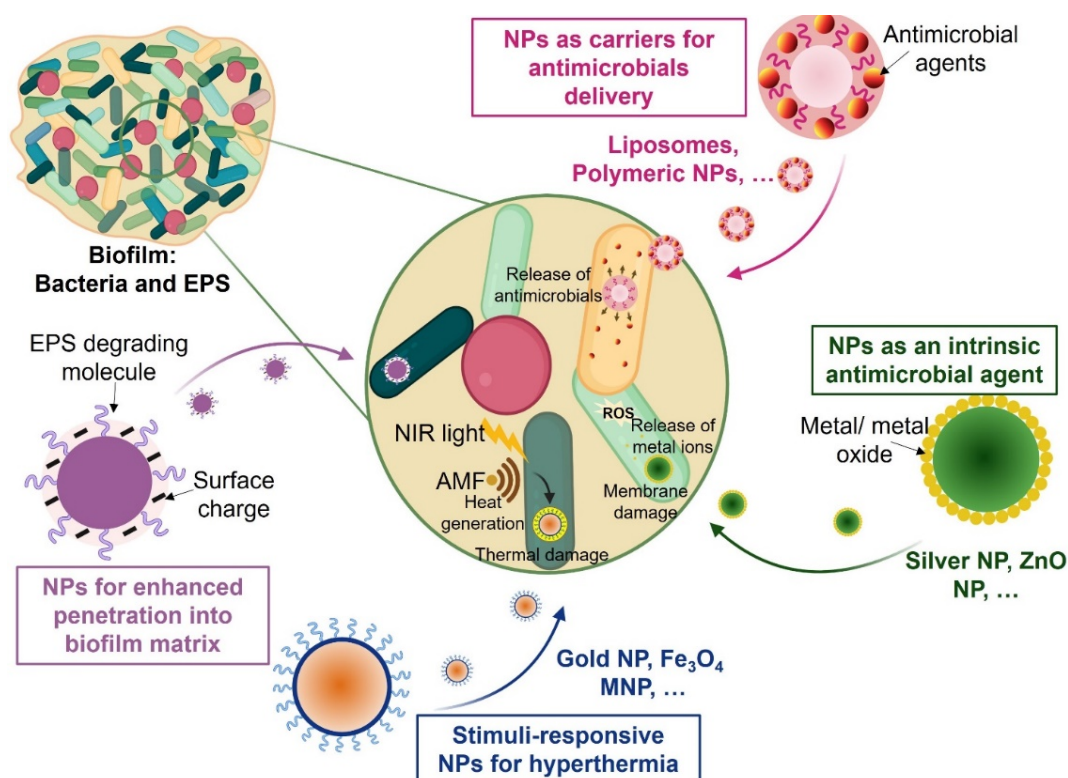 NPs as carriers for
antimicrobials
delivery
Antimicrobial
agents
Liposomes,
Polymeric NPs, ...
Biofilm:
Bacteria and EPS
Release of
antimicrobials
EPS degrading
molecule
Surface
charge
NPs for enhanced
penetration into
biofilm matrix
NIR light
AMF
Heat
generation
Thermal damage
ROS
Release of
metal ions
Membrane
damage
NPs as an intrinsic
antimicrobial agent
Metal/ metal
oxide
Silver NP, ZnO
NP, ...
Gold NP, Fe₃O₄
MNP, ...
Stimuli-responsive
NPs for hyperthermia